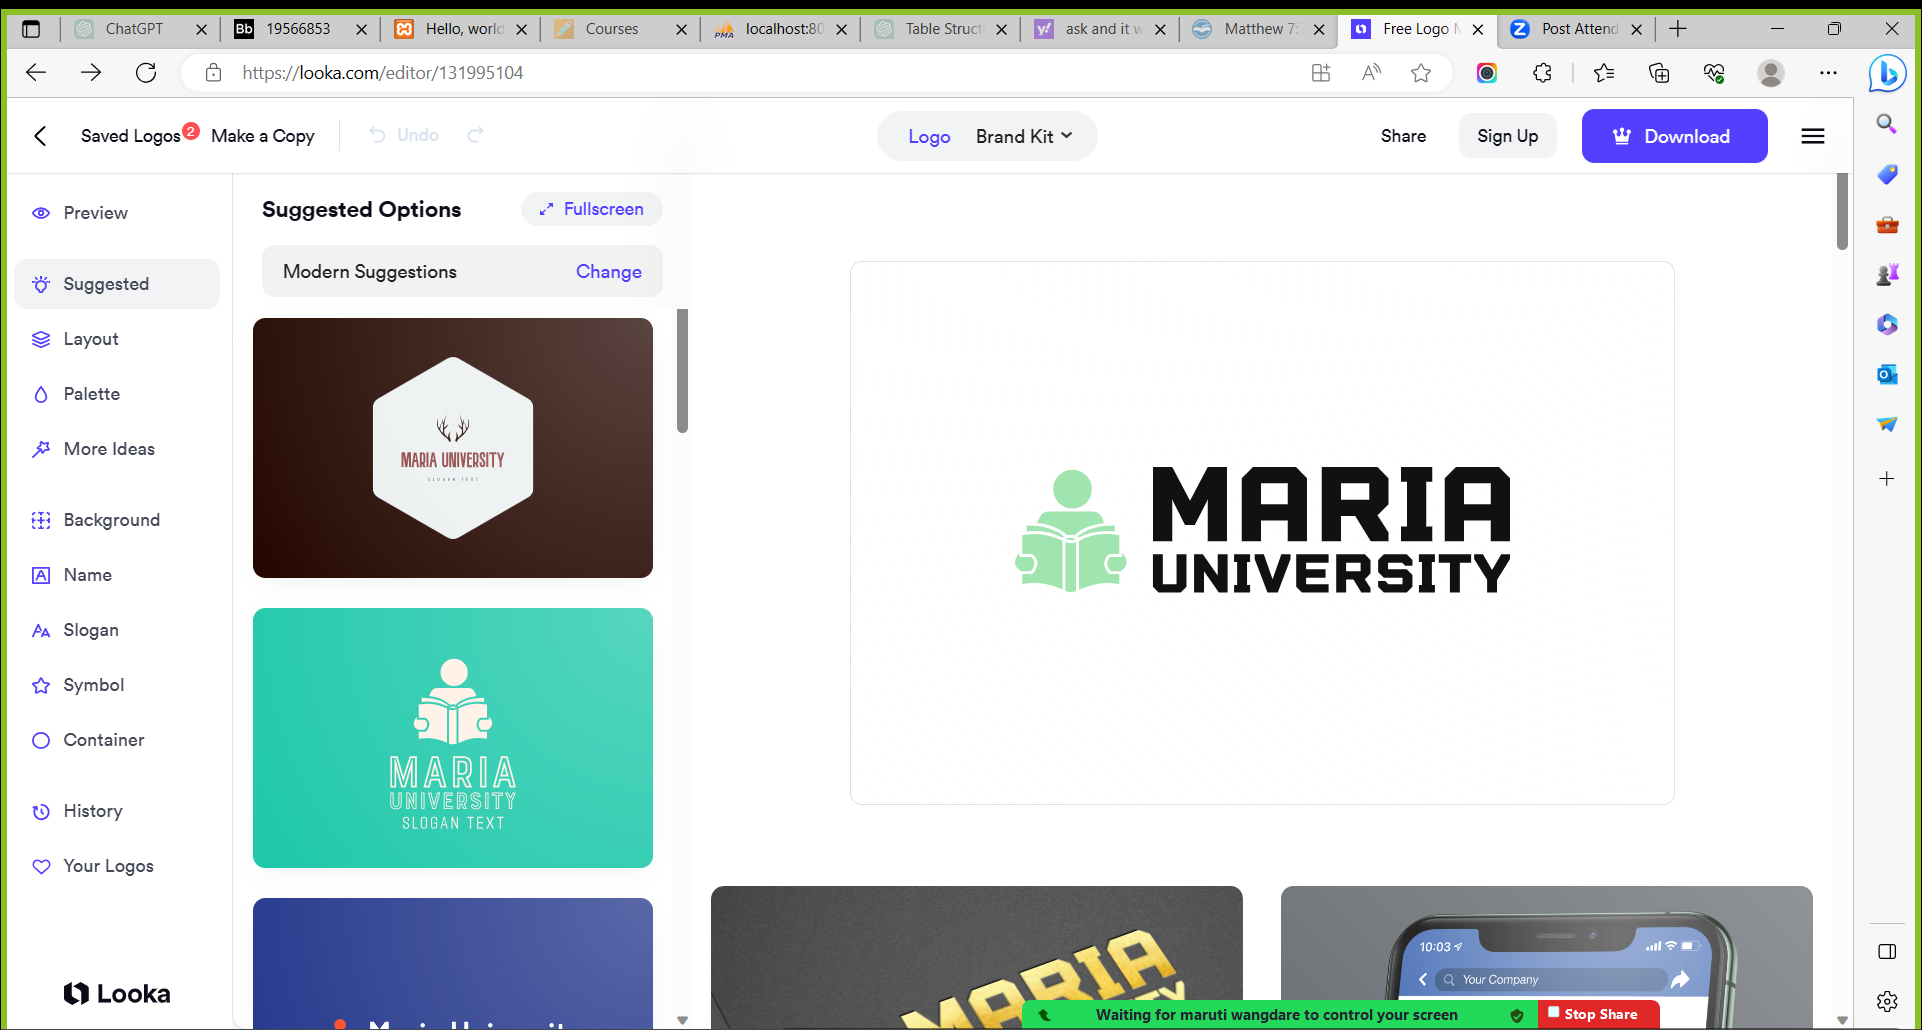 ChatGPT
19566853
Hello, world
Courses
localhost:80
Table Struct
ask and it w
Matthew 7:
Free Logo M
Post Attend
https://looka.com/editor/131995104
Saved Logos 2
Make a Copy
Undo
Logo
Brand Kit
Share
Sign Up
Download
Preview
Suggested
Layout
Palette
More Ideas
Background
Name
Slogan
Symbol
Container
History
Your Logos
Looka
Suggested Options
Fullscreen
Modern Suggestions
Change
MARIA UNIVERSITY
SLOGAN TEXT
MARIA
UNIVERSITY
SLOGAN TEXT
Maria University
MARIA
UNIVERSITY
MARIA
UNIVERSITY
10:03
Your Company
Waiting for maruti wangdare to control your screen
Stop Share